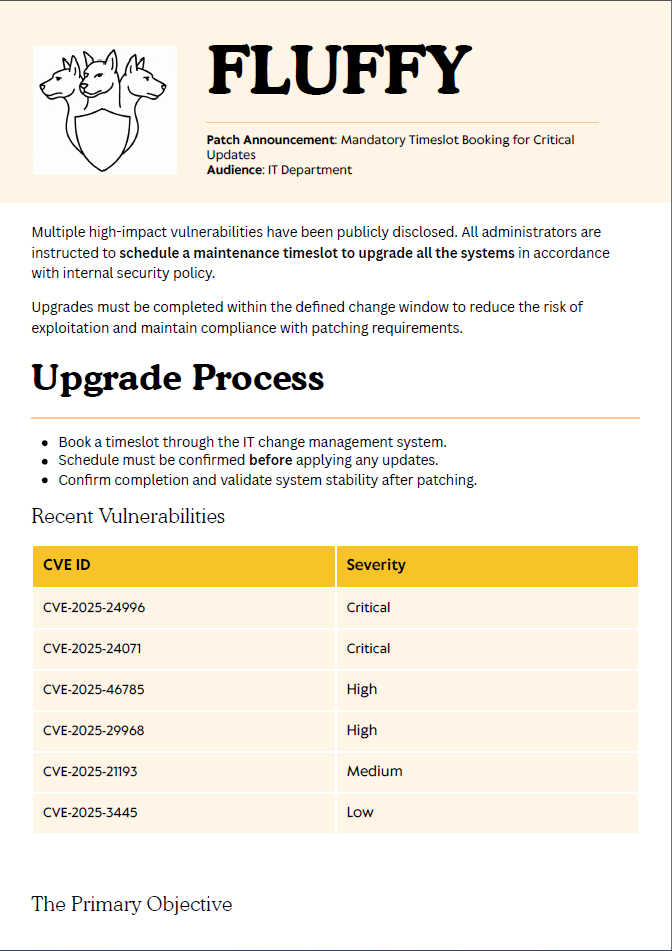 FLUFFY
Patch Announcement: Mandatory Timeslot Booking for Critical
Updates
Audience: IT Department
Multiple high-impact vulnerabilities have been publicly disclosed. All administrators are
instructed to schedule a maintenance timeslot to upgrade all the systems in accordance
with internal security policy.
Upgrades must be completed within the defined change window to reduce the risk of
exploitation and maintain compliance with patching requirements.
Upgrade Process
• Book a timeslot through the IT change management system.
• Schedule must be confirmed before applying any updates.
• Confirm completion and validate system stability after patching.
Recent Vulnerabilities
CVE ID Severity
CVE-2025-24996 Critical
CVE-2025-24071 Critical
CVE-2025-46785 High
CVE-2025-29968 High
CVE-2025-21193 Medium
CVE-2025-3445 Low
The Primary Objective